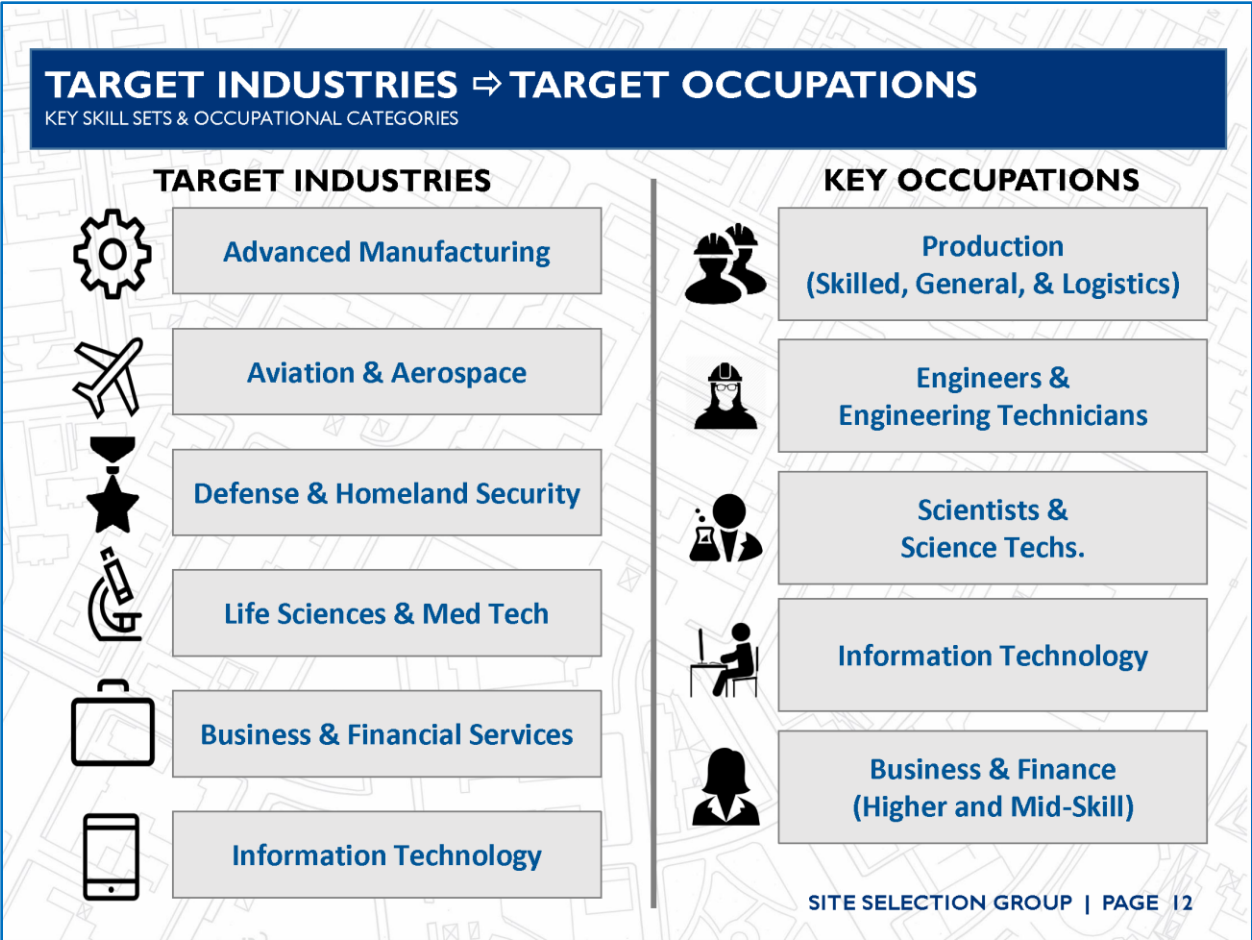 TARGET INDUSTRIES ⇨ TARGET OCCUPATIONS
KEY SKILL SETS & OCCUPATIONAL CATEGORIES
TARGET INDUSTRIES
Advanced Manufacturing
Aviation & Aerospace
Defense & Homeland Security
Life Sciences & Med Tech
Business & Financial Services
Information Technology
KEY OCCUPATIONS
Production
(Skilled, General, & Logistics)
Engineers &
Engineering Technicians
Scientists &
Science Techs.
Information Technology
Business & Finance
(Higher and Mid-Skill)
SITE SELECTION GROUP | PAGE 12